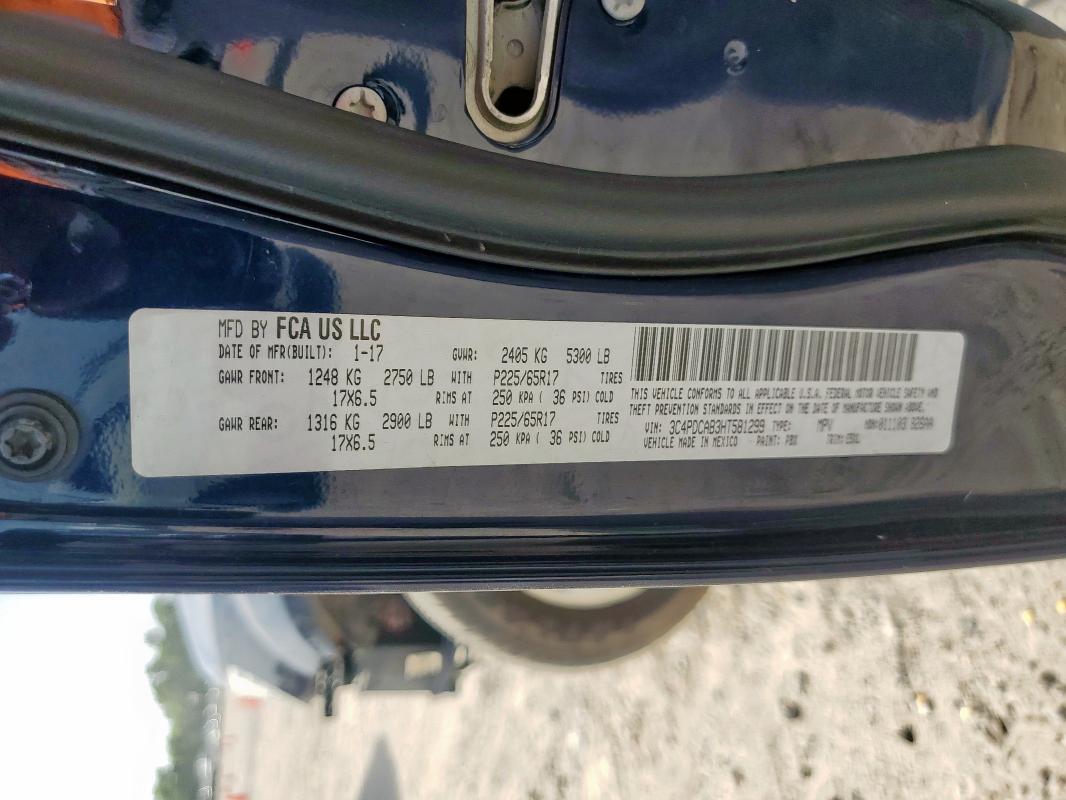 MFD BY FCA US LLC
DATE OF MFR(BUILT): 1-17 GVWR: 2405 KG 5300 LB
GAWR FRONT: 1248 KG 2750 LB WITH P225/65R17 TIRES
17X6.5 RIMS AT 250 KPA ( 36 PSI) COLD
GAWR REAR: 1316 KG 2900 LB WITH P225/65R17 TIRES
17X6.5 RIMS AT 250 KPA ( 36 PSI) COLD
THIS VEHICLE CONFORMS TO ALL APPLICABLE U.S.A. FEDERAL MOTOR VEHICLE SAFETY AND
THEFT PREVENTION STANDARDS IN EFFECT ON THE DATE OF MANUFACTURE SHOWN ABOVE.
VIN: 3C4PDCAB3HT581299 TYPE: MPV MDH: 011103
VEHICLE MADE IN MEXICO PAINT: PBX TRIM: